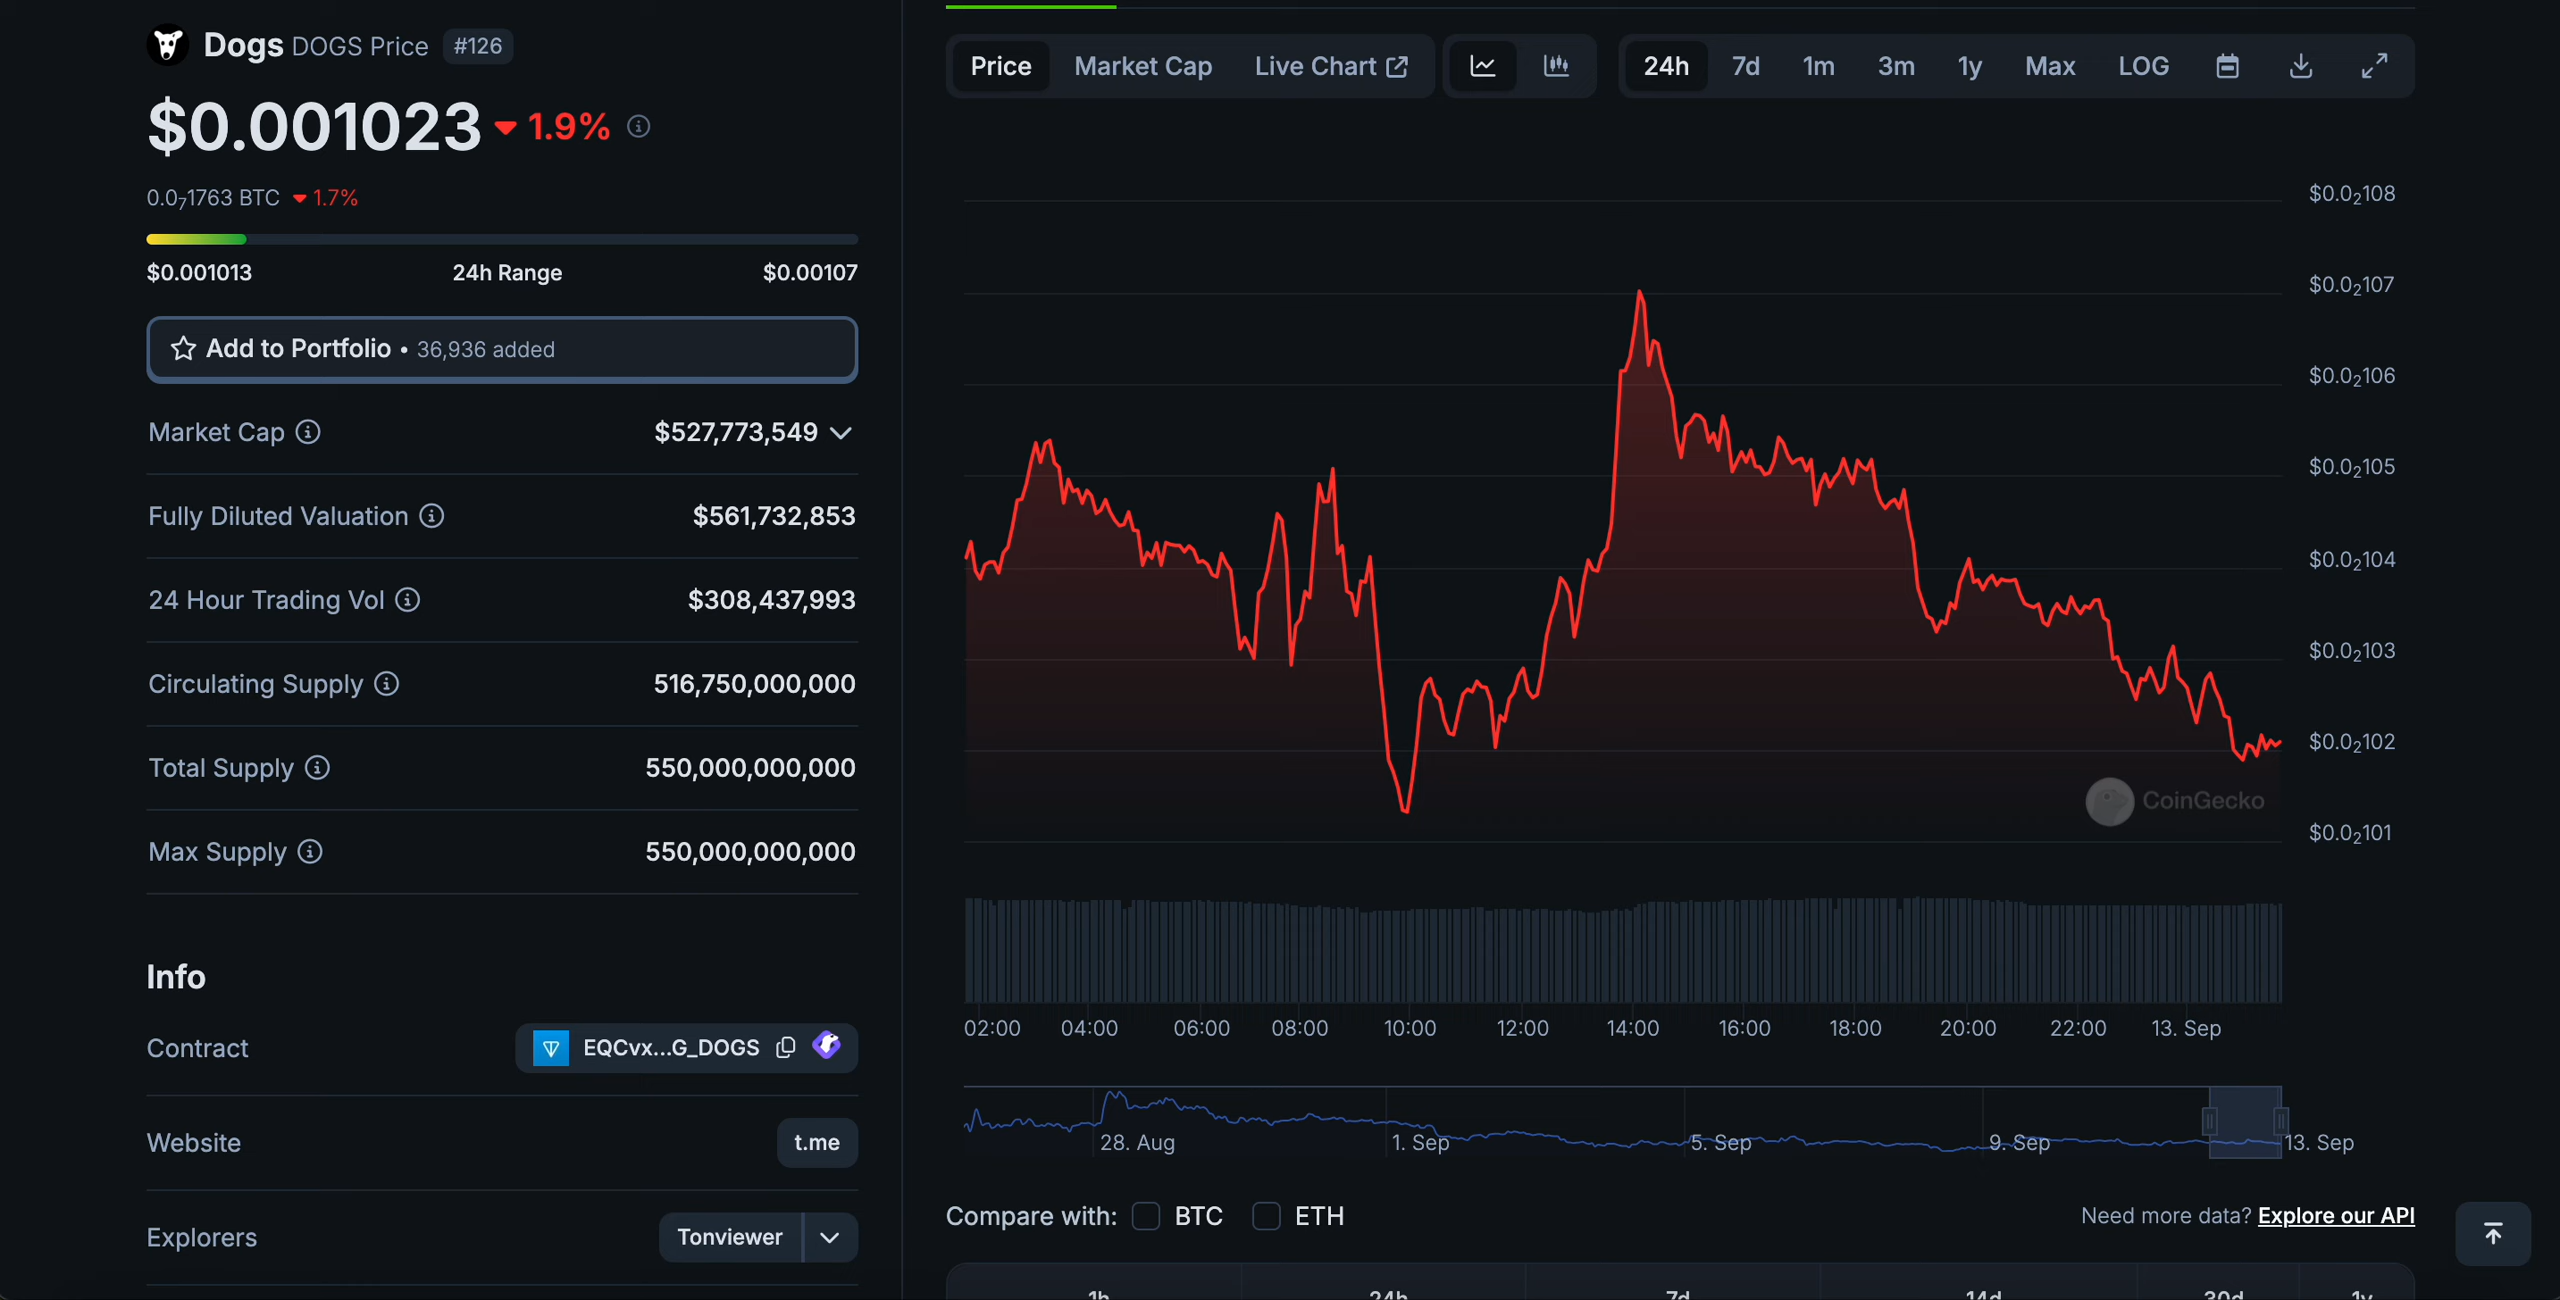 Dogs DOGS Price #126
$0.001023 1.9%
0.0₇1763 BTC 1.7%
$0.001013 24h Range $0.00107
Add to Portfolio • 36,936 added
Market Cap $527,773,549
Fully Diluted Valuation $561,732,853
24 Hour Trading Vol $308,437,993
Circulating Supply 516,750,000,000
Total Supply 550,000,000,000
Max Supply 550,000,000,000
Info
Contract EQCvx...G_DOGS
Website t.me
Explorers Tonviewer
Price Market Cap Live Chart 24h 7d 1m 3m 1y Max LOG
$0.0₂108
$0.0₂107
$0.0₂106
$0.0₂105
$0.0₂104
$0.0₂103
$0.0₂102
CoinGecko
$0.0₂101
02:00 04:00 06:00 08:00 10:00 12:00 14:00 16:00 18:00 20:00 22:00 13. Sep
28. Aug 1. Sep 5. Sep 9. Sep 13. Sep
Compare with: BTC ETH Need more data? Explore our API
1h 24h 7d 14d 30d 1y